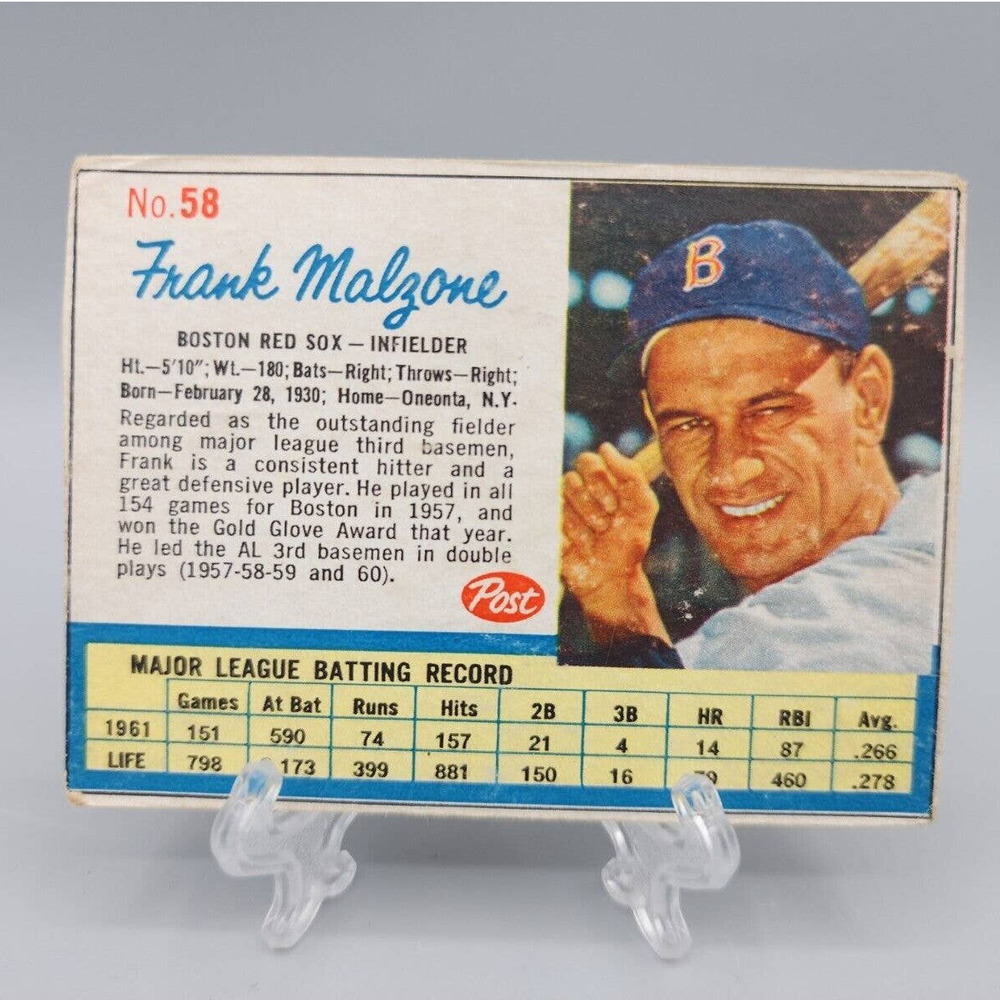 No.58
Frank Malzone
BOSTON RED SOX – INFIELDER
Ht.–5'10"; Wt.–180; Bats–Right; Throws–Right;
Born–February 28, 1930; Home–Oneonta, N.Y.
Regarded as the outstanding fielder
among major league third basemen,
Frank is a consistent hitter and a
great defensive player. He played in all
154 games for Boston in 1957, and
won the Gold Glove Award that year.
He led the AL 3rd basemen in double
plays (1957-58-59 and 60).
Post
B
MAJOR LEAGUE BATTING RECORD
Games At Bat Runs Hits 2B 3B HR RBI Avg.
1961 151 590 74 157 21 4 14 87 .266
LIFE 798 173 399 881 150 16 460 .278